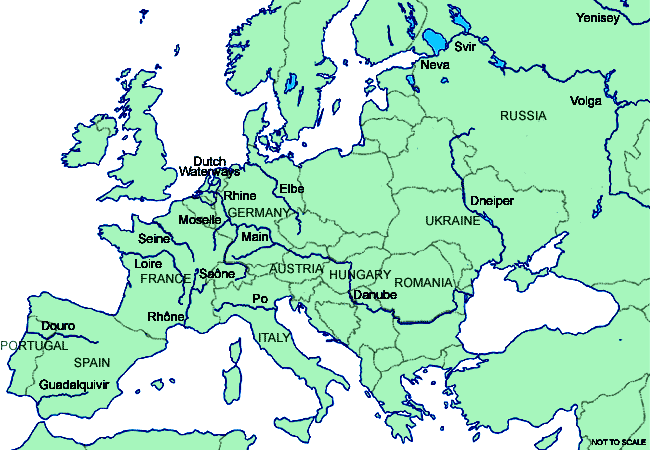 Yenisey
Svir
Neva
Volga
RUSSIA
Dutch
Waterways
Rhine
Elbe
Dneiper
Moselle
GERMANY
UKRAINE
Seine
Main
Loire
Saône
AUSTRIA
HUNGARY
FRANCE
ROMANIA
Danube
Po
Rhône
Douro
ITALY
PORTUGAL
SPAIN
Guadalquivir
NOT TO SCALE